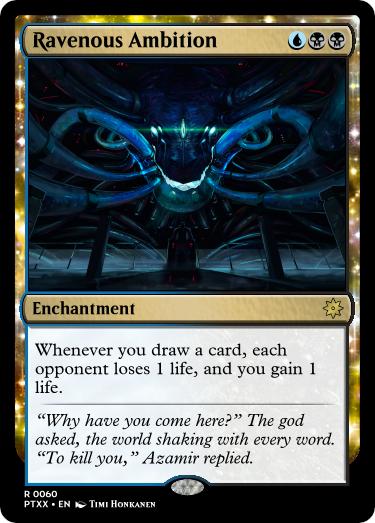 Ravenous Ambition
Enchantment
Whenever you draw a card, each
opponent loses 1 life, and you gain 1
life.
“Why have you come here?” The god
asked, the world shaking with every word.
“To kill you,” Azamir replied.
R 0060
PTXX • EN Timi Honkanen